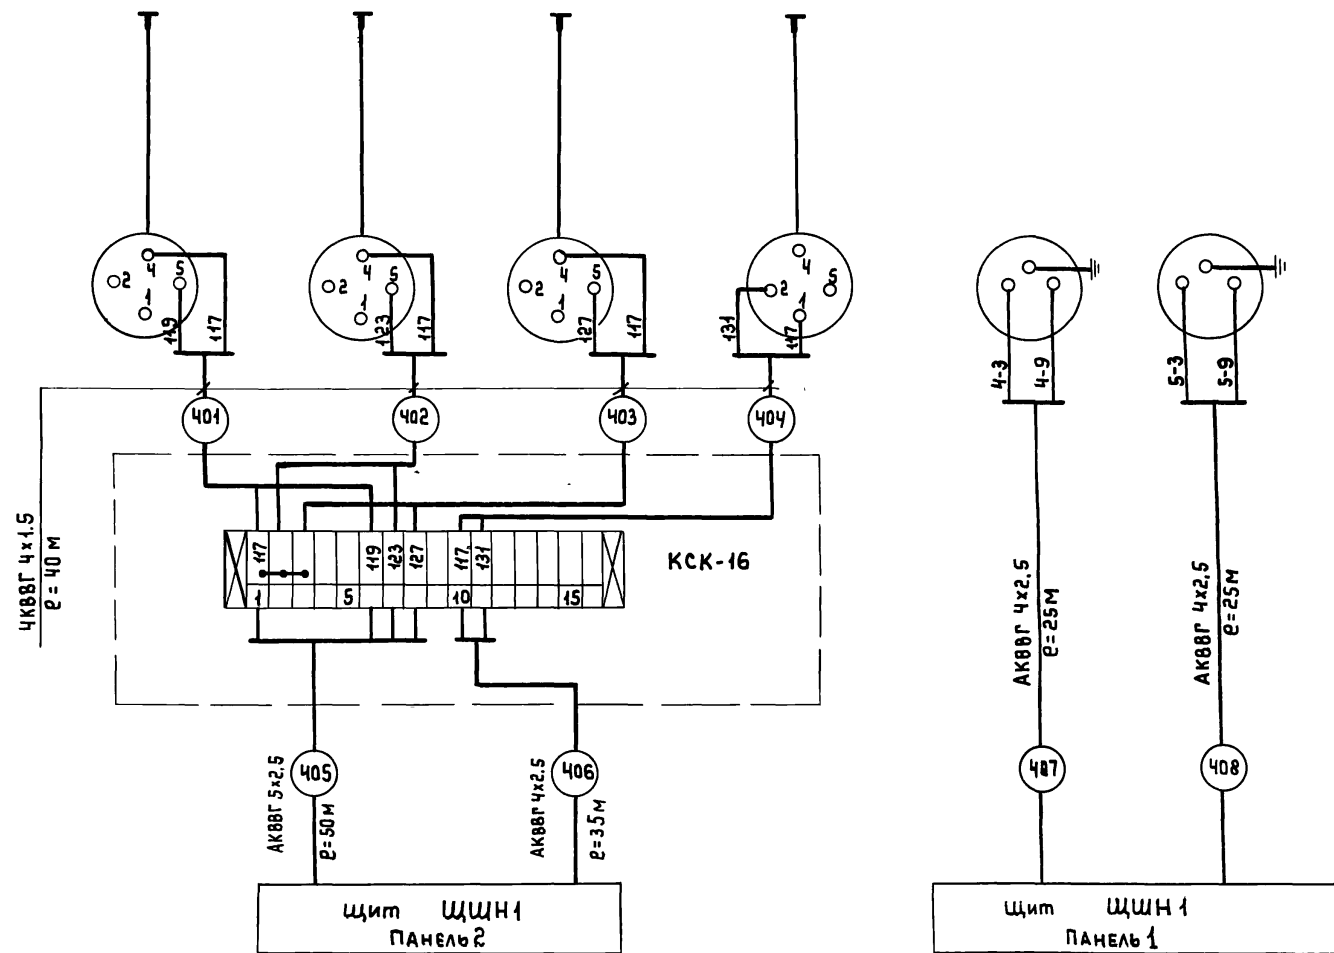 4 5 2 1 119 117
4 5 2 1 123 117
4 5 2 1 127 117
4 5 2 1 131 117
4-3 4-9
5-3 5-9
401 402 403 404
4КВВГ 4х1.5
ℓ = 40 м
117 119 123 127 117 131
1 5 10 15
КСК-16
АКВВГ 5х2.5
405
ℓ=50м
АКВВГ 4х2.5
406
ℓ=35м
АКВВГ 4х2,5
ℓ=25м
407
АКВВГ 4х2,5
ℓ=25м
408
Щит ЩШН1
ПАНЕЛЬ 2
Щит ЩШН1
ПАНЕЛЬ 1